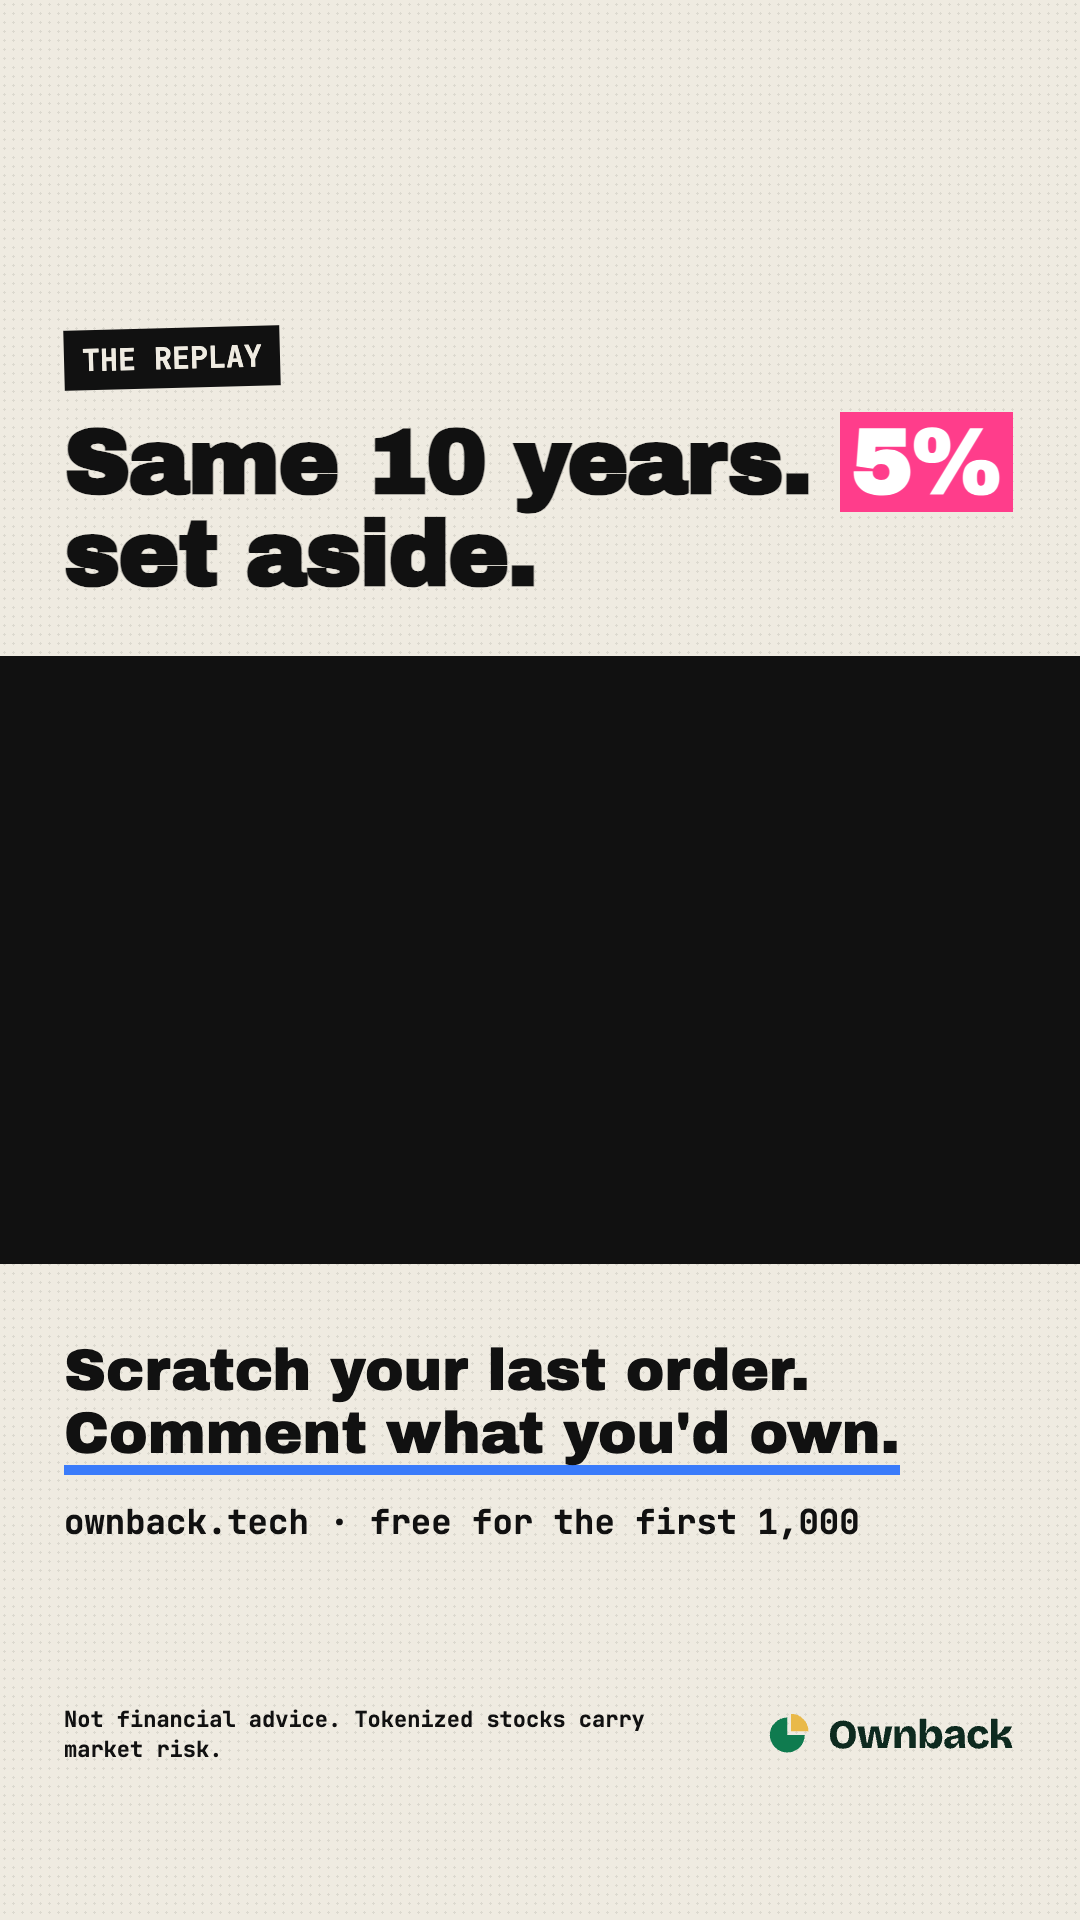 THE REPLAY
Same 10 years. 5%
set aside.
Scratch your last order.
Comment what you'd own.
ownback.tech · free for the first 1,000
Not financial advice. Tokenized stocks carry
market risk.
Ownback